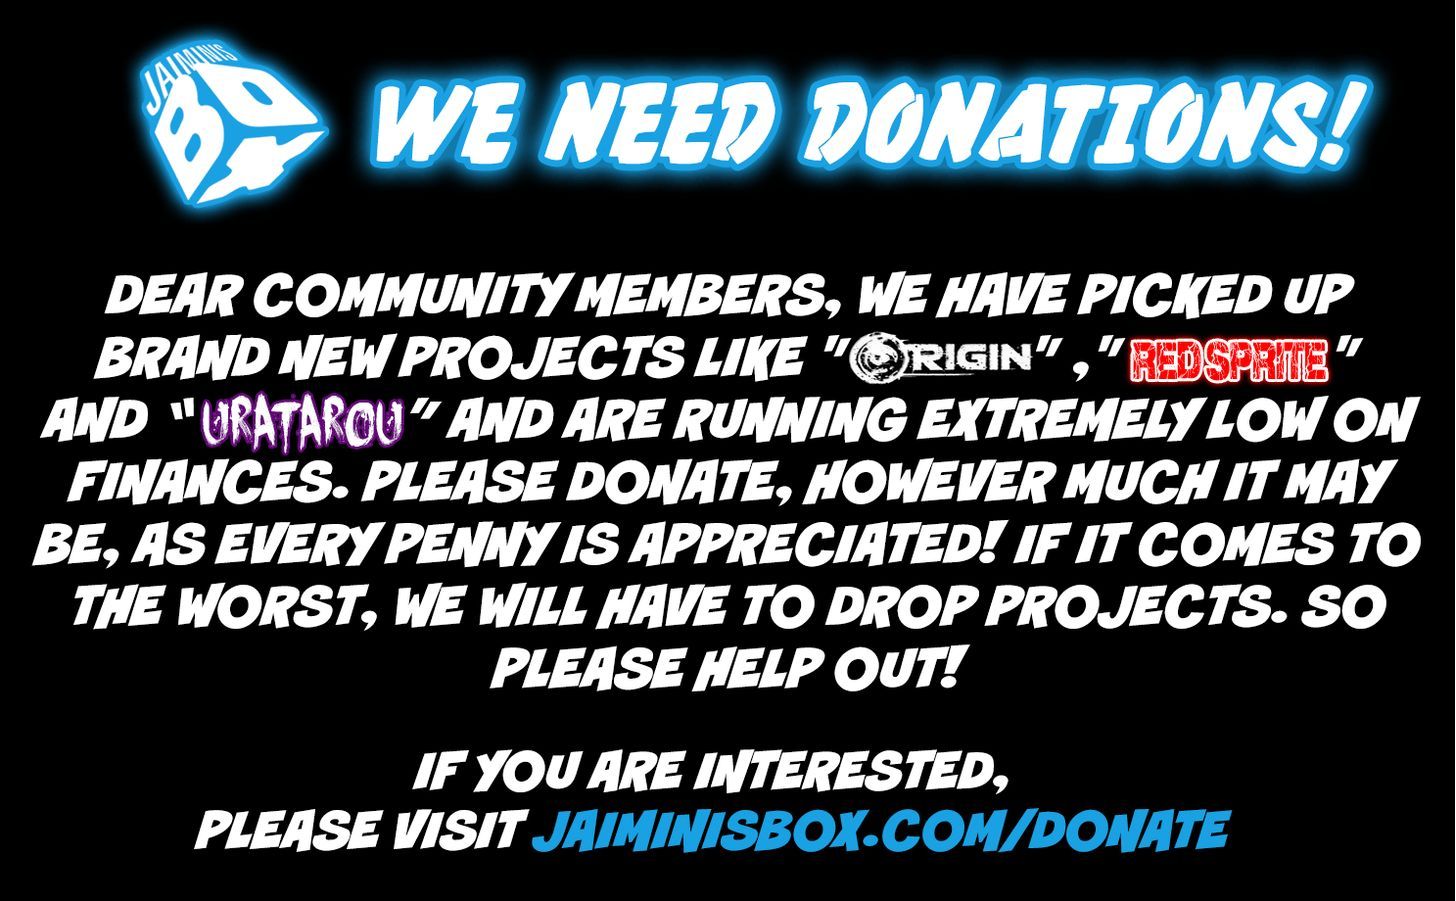 JAIMINIS
BOX WE NEED DONATIONS!
DEAR COMMUNITY MEMBERS, WE HAVE PICKED UP
BRAND NEW PROJECTS LIKE "ORIGIN" ,"RED SPRITE"
AND "URATAROU" AND ARE RUNNING EXTREMELY LOW ON
FINANCES. PLEASE DONATE, HOWEVER MUCH IT MAY
BE, AS EVERY PENNY IS APPRECIATED! IF IT COMES TO
THE WORST, WE WILL HAVE TO DROP PROJECTS. SO
PLEASE HELP OUT!
IF YOU ARE INTERESTED,
PLEASE VISIT JAIMINISBOX.COM/DONATE